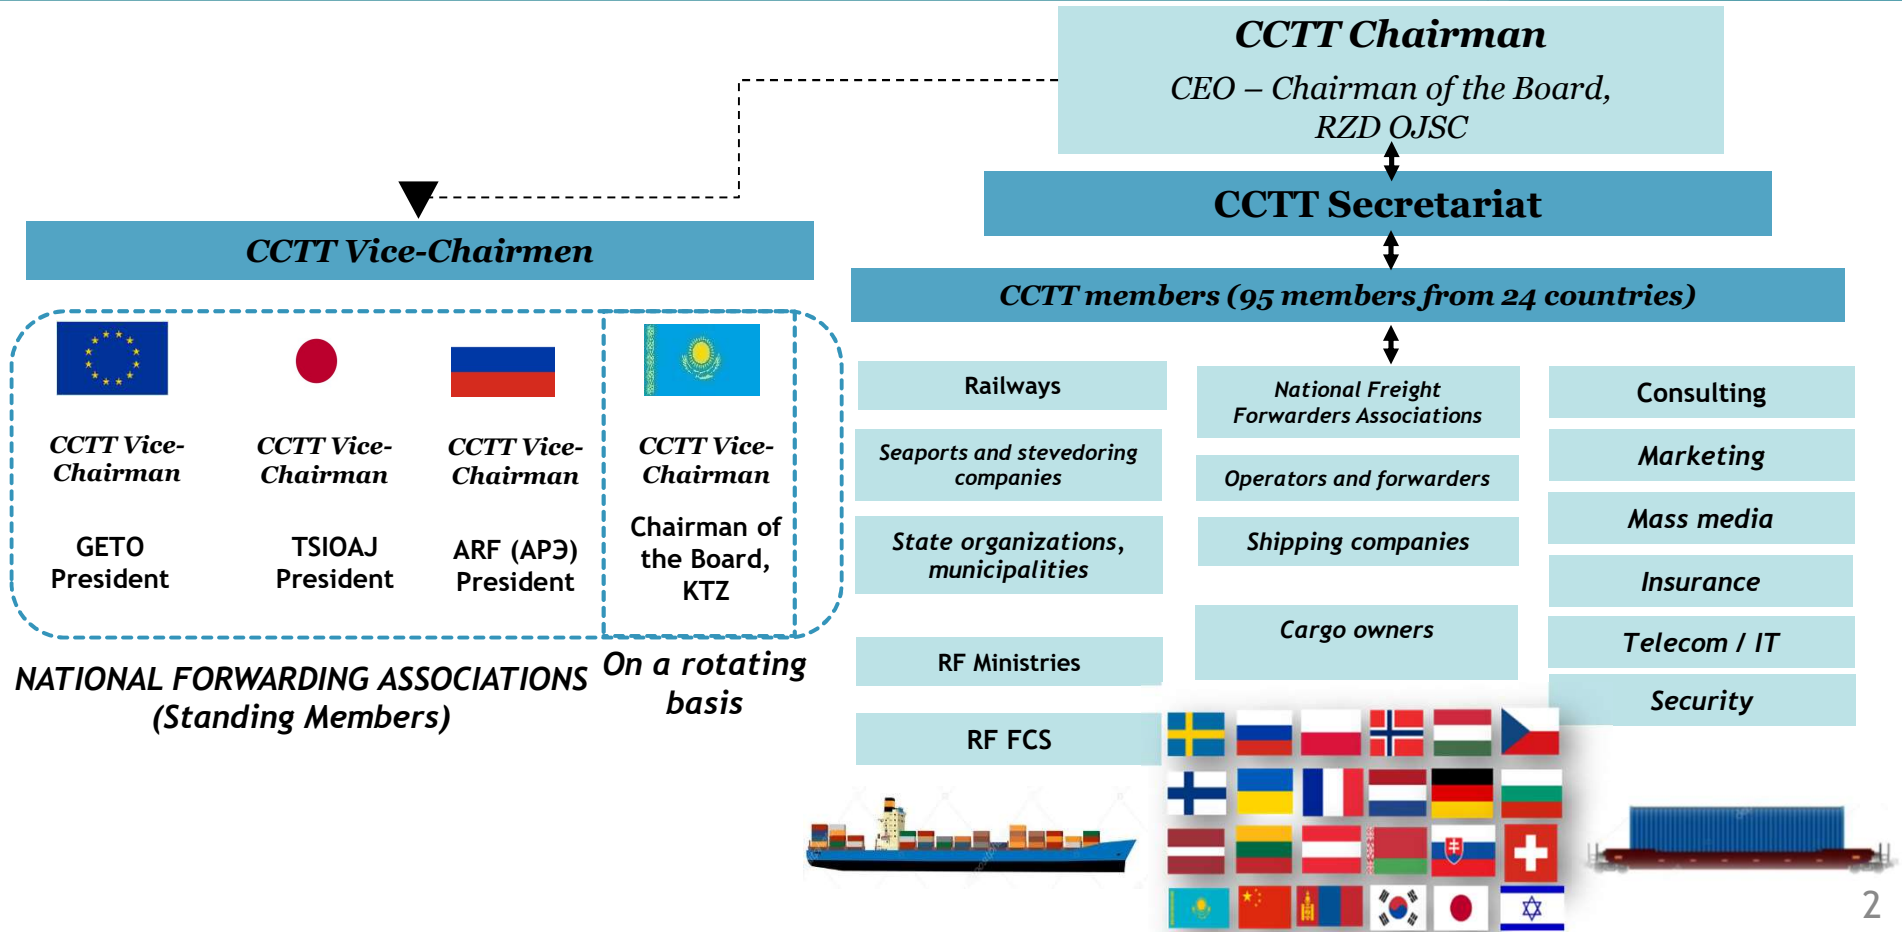 CCTT Chairman
CEO – Chairman of the Board,
RZD OJSC
CCTT Secretariat
CCTT Vice-Chairmen
CCTT members (95 members from 24 countries)
CCTT Vice-
Chairman
GETO
President
CCTT Vice-
Chairman
TSIOAJ
President
CCTT Vice-
Chairman
ARF (АРЭ)
President
CCTT Vice-
Chairman
Chairman of
the Board,
KTZ
NATIONAL FORWARDING ASSOCIATIONS
(Standing Members)
On a rotating
basis
Railways
Seaports and stevedoring
companies
State organizations,
municipalities
RF Ministries
RF FCS
National Freight
Forwarders Associations
Operators and forwarders
Shipping companies
Cargo owners
Consulting
Marketing
Mass media
Insurance
Telecom / IT
Security
2